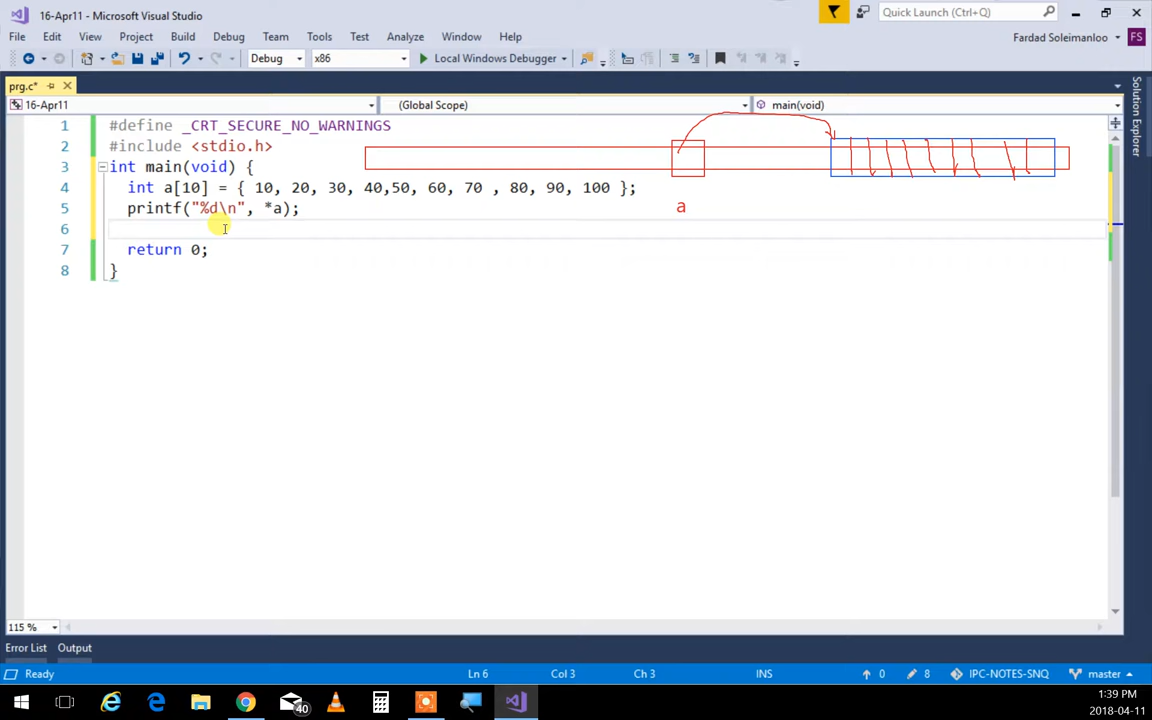 16-Apr11 - Microsoft Visual Studio
Quick Launch (Ctrl+Q)
File Edit View Project Build Debug Team Tools Test Analyze Window Help
Fardad Soleimanloo FS
Debug x86 Local Windows Debugger
prg.c*
16-Apr11 (Global Scope) main(void)
1 #define _CRT_SECURE_NO_WARNINGS
2 #include <stdio.h>
3 int main(void) {
4 int a[10] = { 10, 20, 30, 40,50, 60, 70 , 80, 90, 100 };
5 printf("%d\n", *a);
a
6
7 return 0;
8 }
Solution Explorer
115 %
Error List Output
Ready Ln 6 Col 3 Ch 3 INS 0 8 IPC-NOTES-SNQ master
40
1:39 PM
2018-04-11